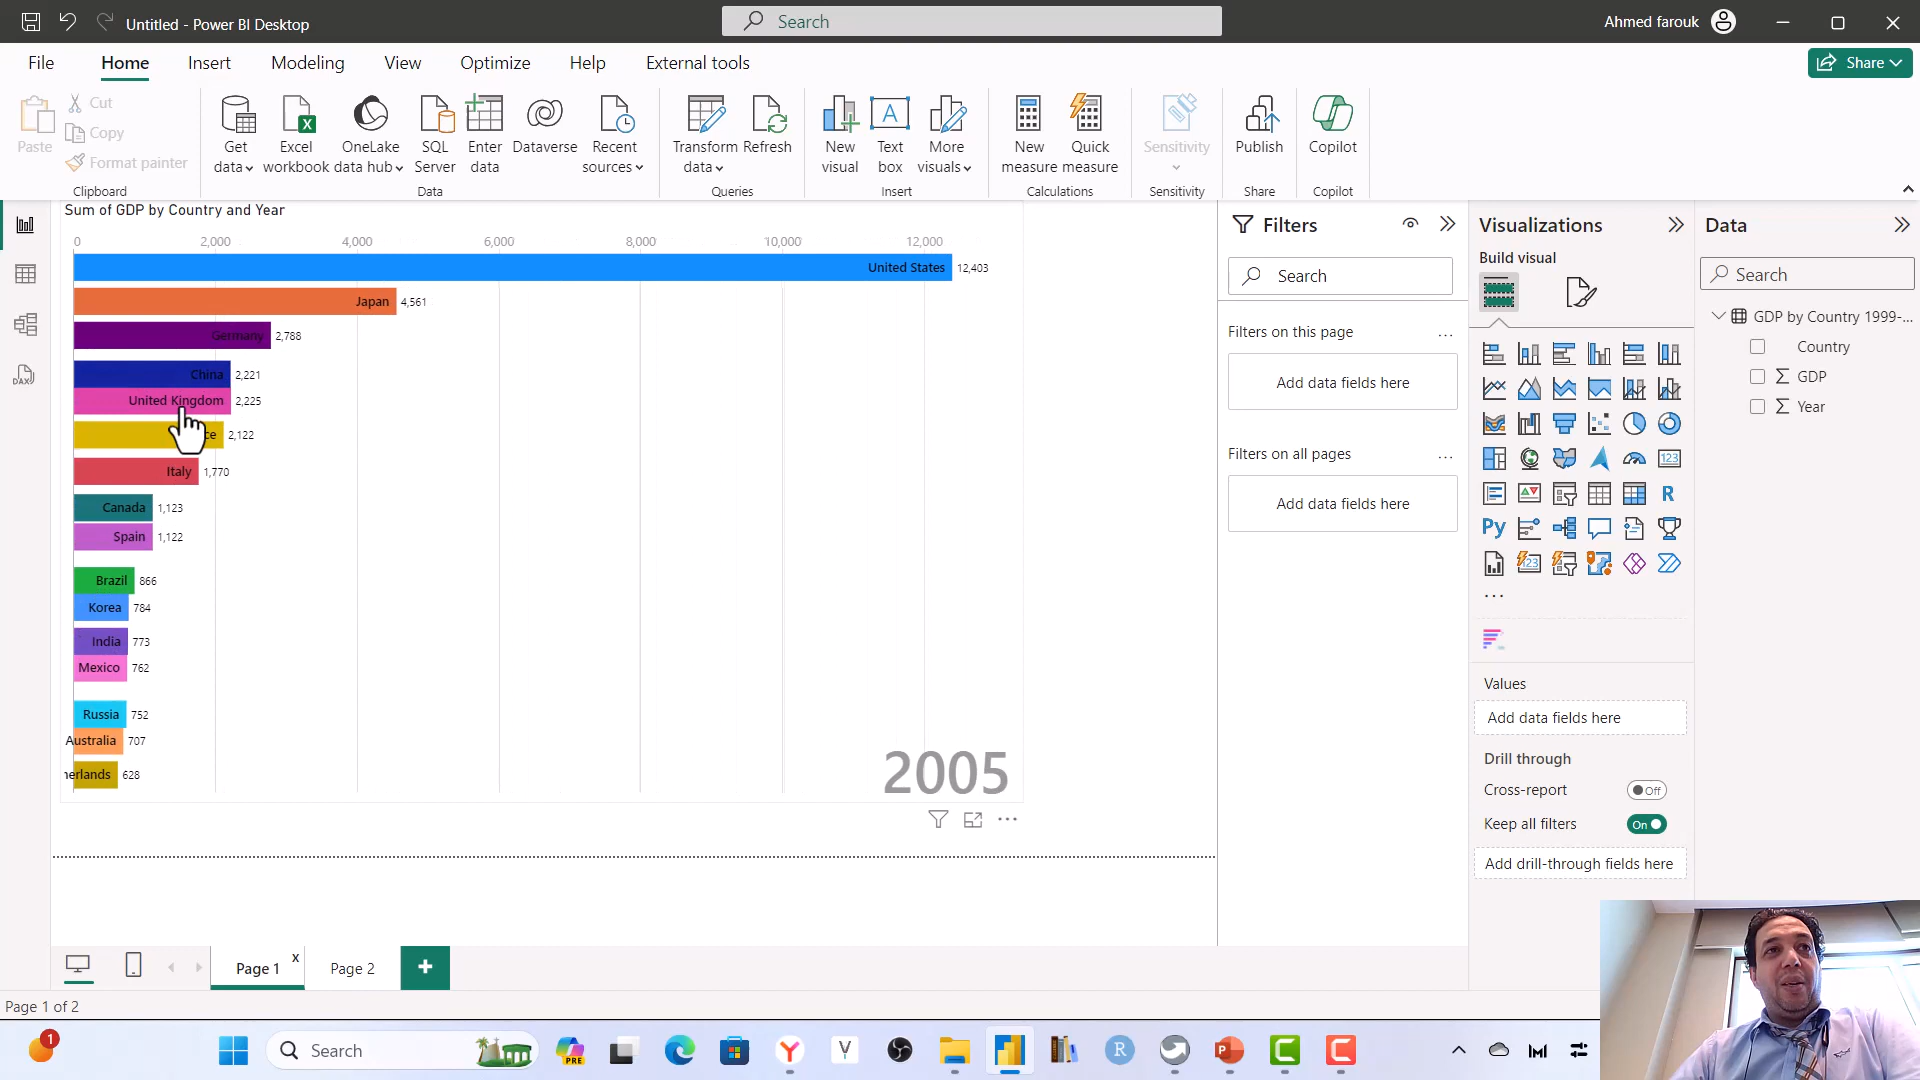 Untitled - Power BI Desktop
Search
Ahmed farouk
File Home Insert Modeling View Optimize Help External tools
Share
Paste
Cut
Copy
Format painter
Clipboard
Get data
Excel workbook
OneLake data hub
SQL Server
Enter data
Dataverse
Recent sources
Data
Transform data
Refresh
Queries
New visual
Text box
More visuals
Insert
New measure
Quick measure
Calculations
Sensitivity
Sensitivity
Publish
Share
Copilot
Copilot
DAX
Sum of GDP by Country and Year
0 2,000 4,000 6,000 8,000 10,000 12,000
United States 12,403
Japan 4,561
Germany 2,788
China 2,221
United Kingdom 2,225
ce 2,122
Italy 1,770
Canada 1,123
Spain 1,122
Brazil 866
Korea 784
India 773
Mexico 762
Russia 752
Australia 707
herlands 628
2005
Filters
Search
Filters on this page
Add data fields here
Filters on all pages
Add data fields here
Visualizations
Build visual
123
R
Py
123
Values
Add data fields here
Drill through
Cross-report
Off
Keep all filters
On
Add drill-through fields here
Data
Search
GDP by Country 1999-...
Country
Σ GDP
Σ Year
Page 1 x
Page 2
+
Page 1 of 2
1
Search
PRE
Y
V
R
P
C
C